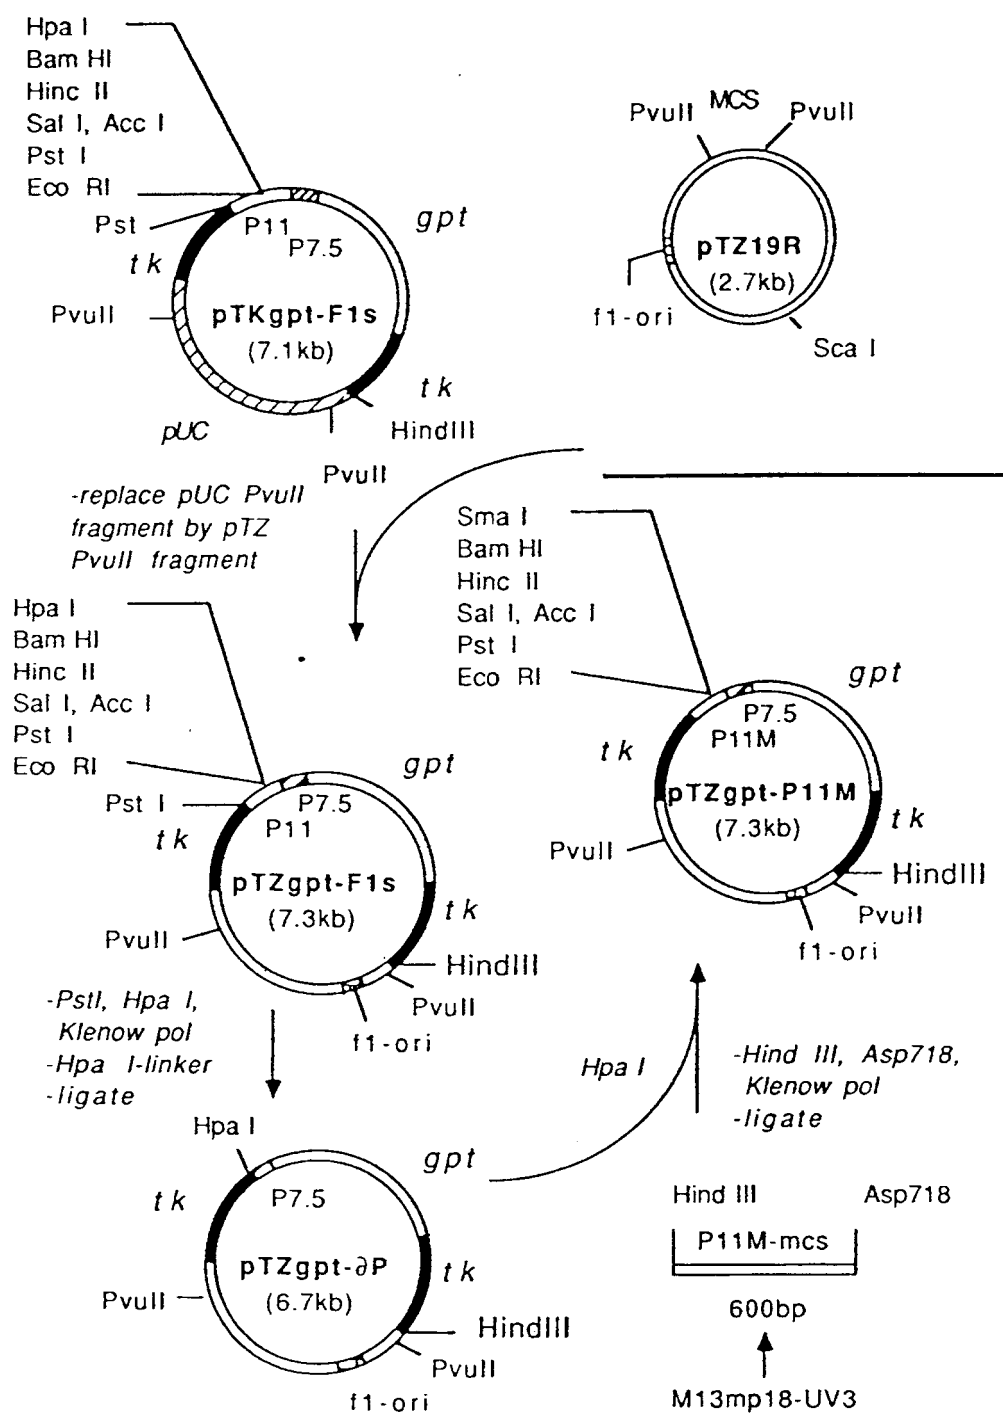 Hpa I
Bam HI
Hinc II
Sal I, Acc I
Pst I
Eco RI
Pst
P11
P7.5
gpt
tk
PvuII
pTKgpt-F1s
(7.1kb)
tk
HindIII
pUC
PvuII
PvuII
MCS
PvuII
pTZ19R
(2.7kb)
f1-ori
Sca I
-replace pUC PvuII
fragment by pTZ
PvuII fragment
Hpa I
Bam HI
Hinc II
Sal I, Acc I
Pst I
Eco RI
Pst I
gpt
P7.5
P11
tk
pTZgpt-F1s
(7.3kb)
tk
PvuII
HindIII
PvuII
f1-ori
Sma I
Bam HI
Hinc II
Sal I, Acc I
Pst I
Eco RI
gpt
P7.5
P11M
tk
pTZgpt-P11M
(7.3kb)
tk
PvuII
HindIII
PvuII
f1-ori
-PstI, Hpa I,
Klenow pol
-Hpa I-linker
-ligate
Hpa I
-Hind III, Asp718,
Klenow pol
-ligate
Hpa I
gpt
tk
P7.5
pTZgpt-∂P
(6.7kb)
tk
PvuII
HindIII
PvuII
f1-ori
Hind III
Asp718
P11M-mcs
600bp
M13mp18-UV3